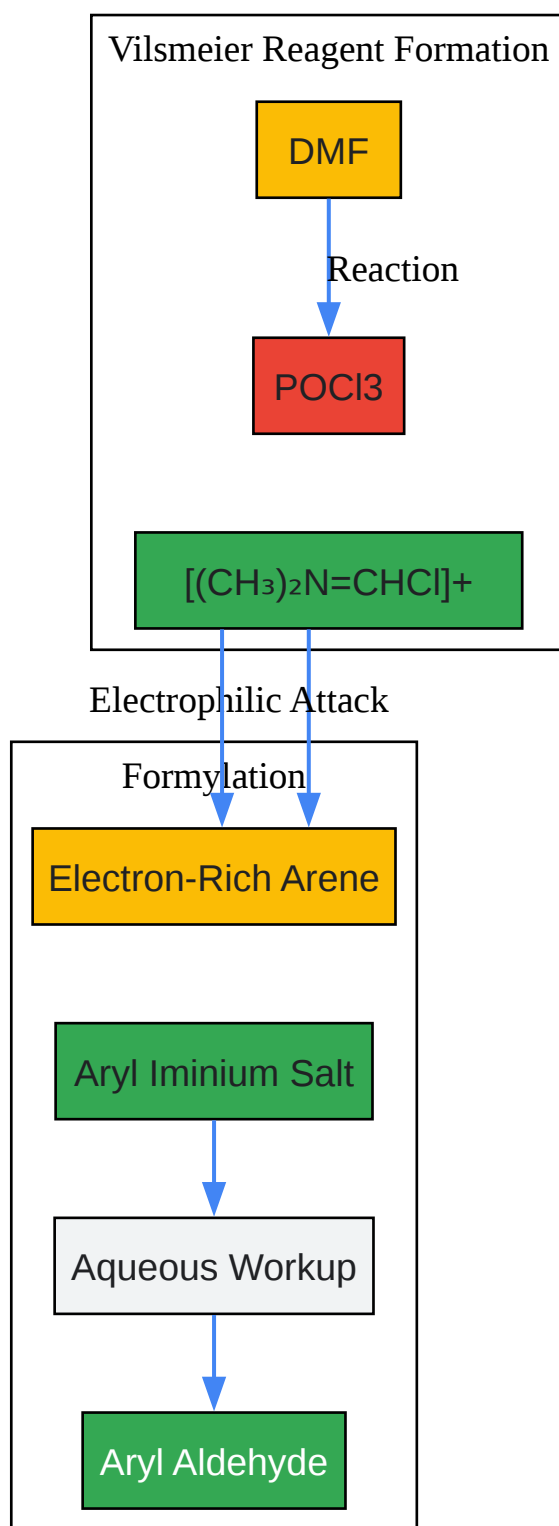 Vilsmeier Reagent Formation
DMF
Reaction
POCl3
[(CH₃)₂N=CHCl]+
Electrophilic Attack
Formylation
Electron-Rich Arene
Aryl Iminium Salt
Aqueous Workup
Aryl Aldehyde